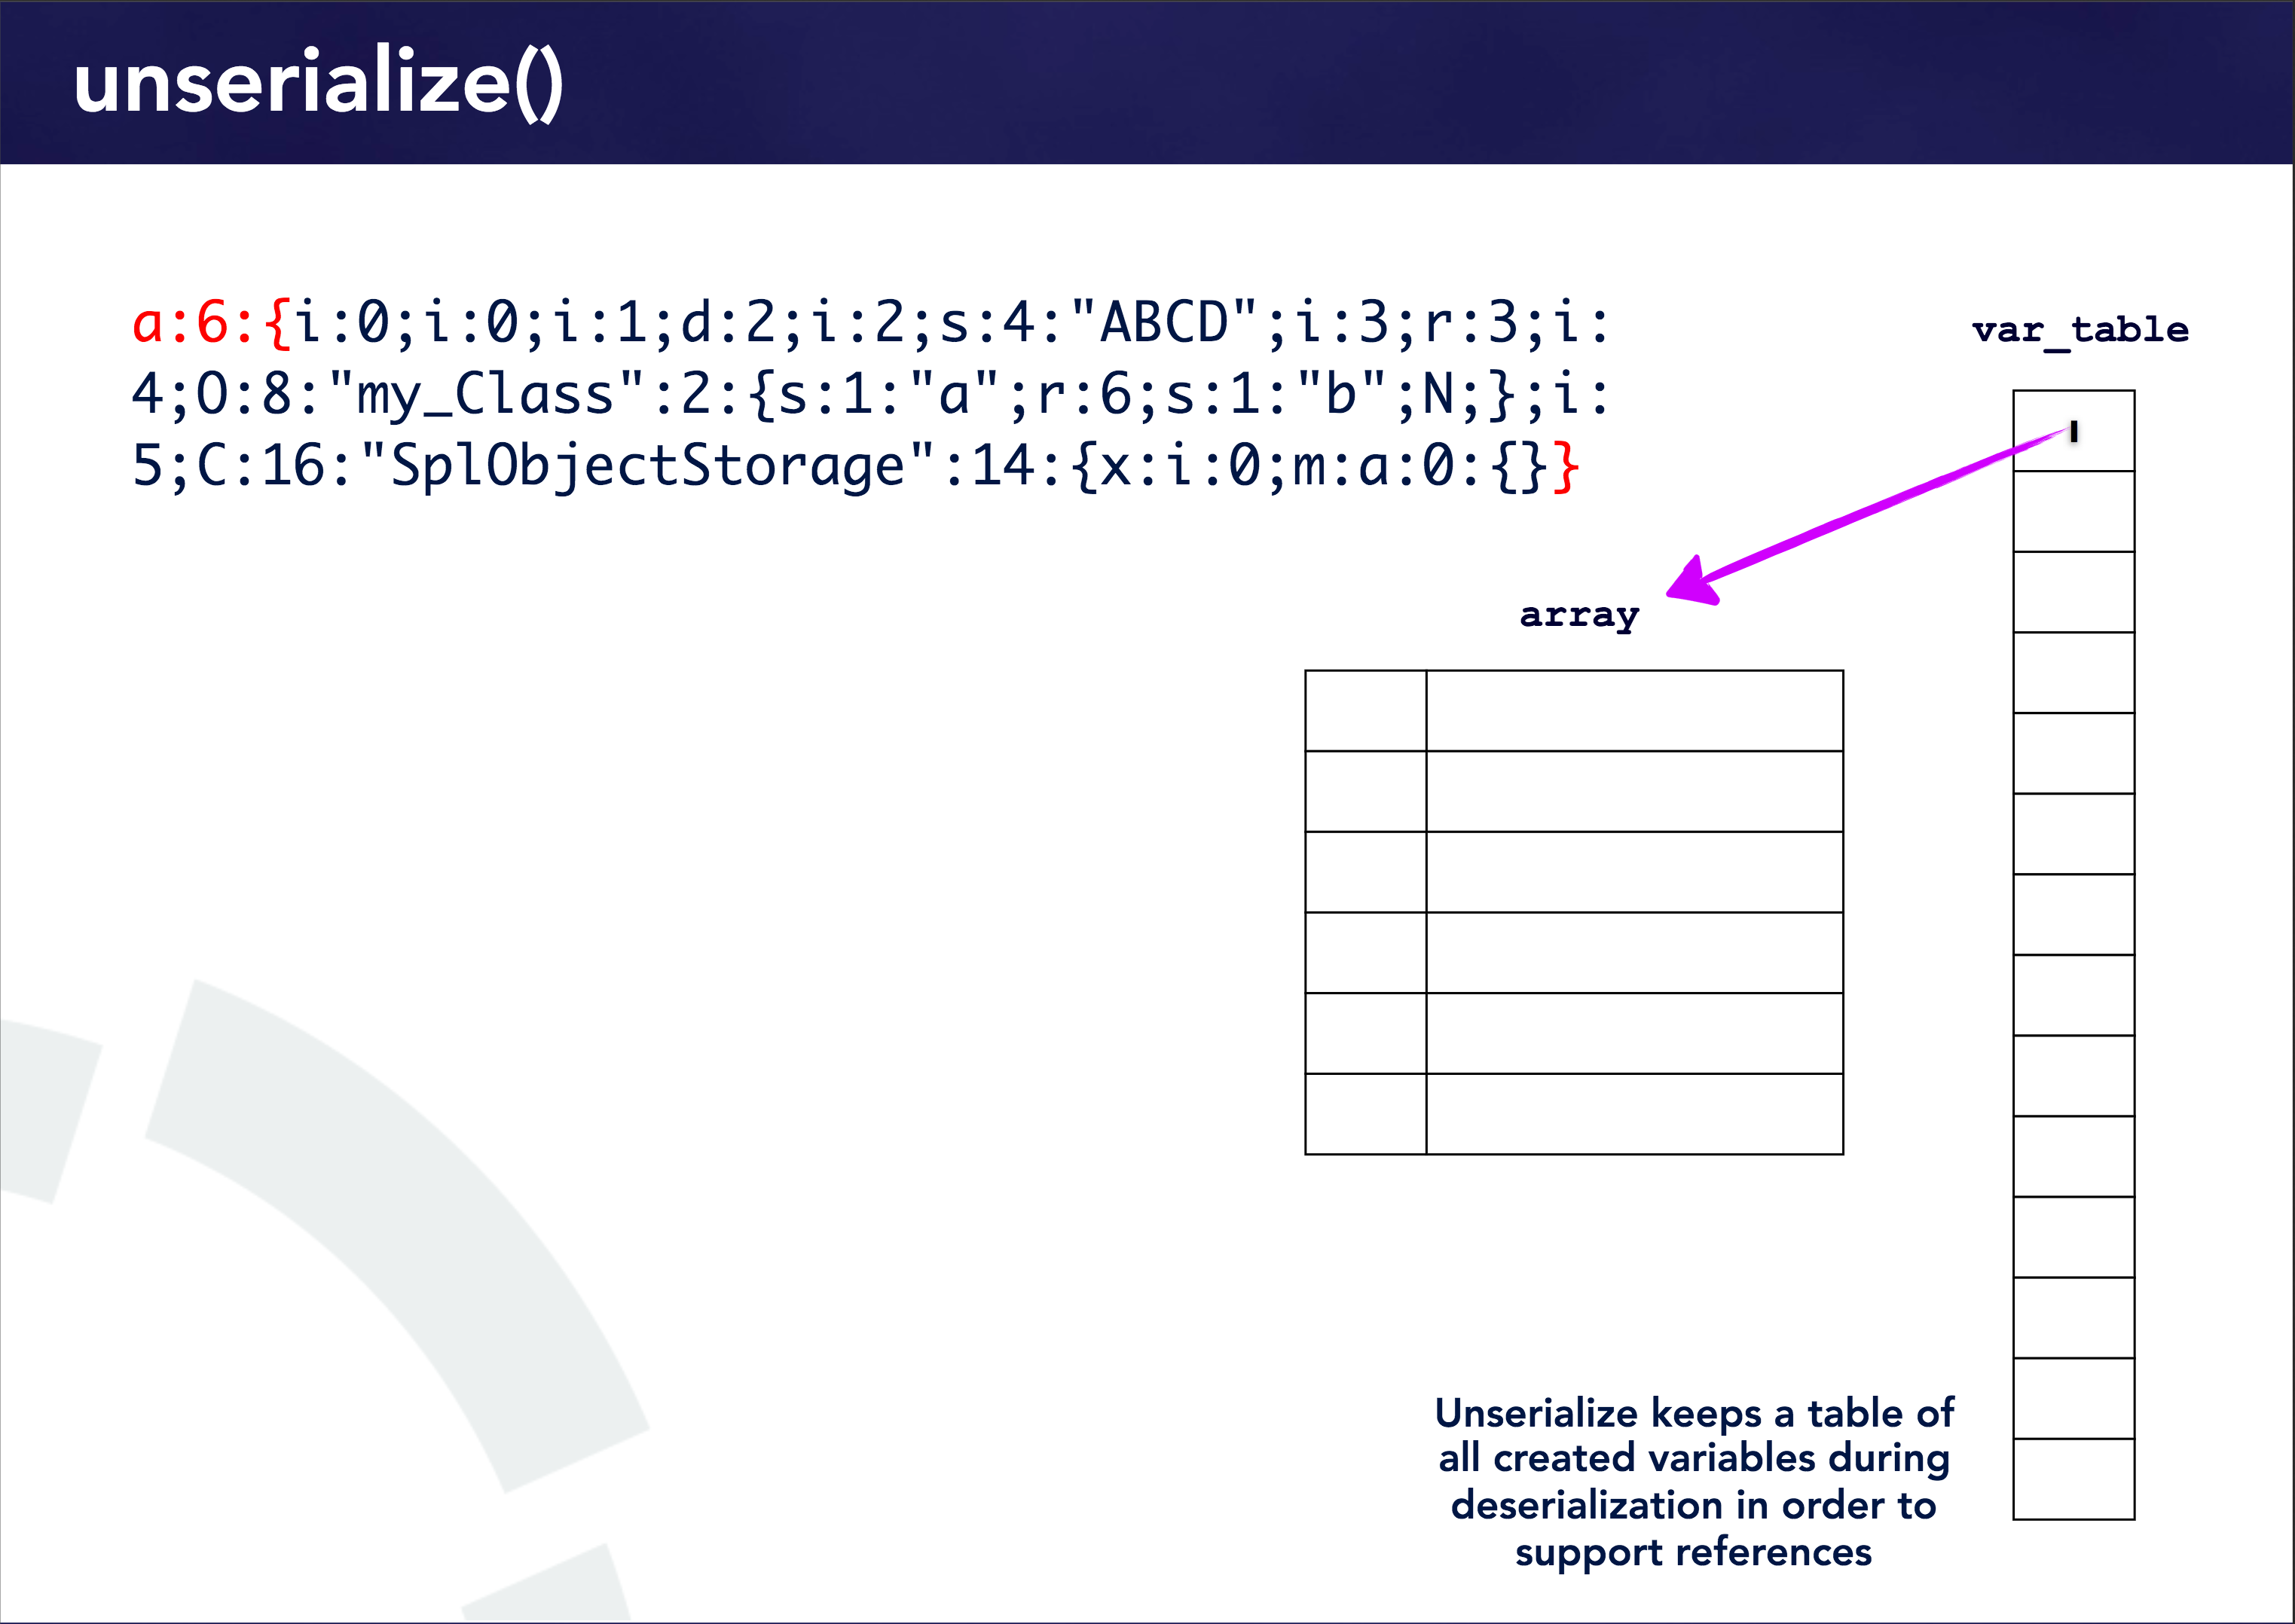 unserialize()
a:6:{i:0;i:0;i:1;d:2;i:2;s:4:"ABCD";i:3;r:3;i:
4;O:8:"my_Class":2:{s:1:"a";r:6;s:1:"b";N;};i:
5;C:16:"SplObjectStorage":14:{x:i:0;m:a:0:{}}
var_table
array
Unserialize keeps a table of
all created variables during
deserialization in order to
support references